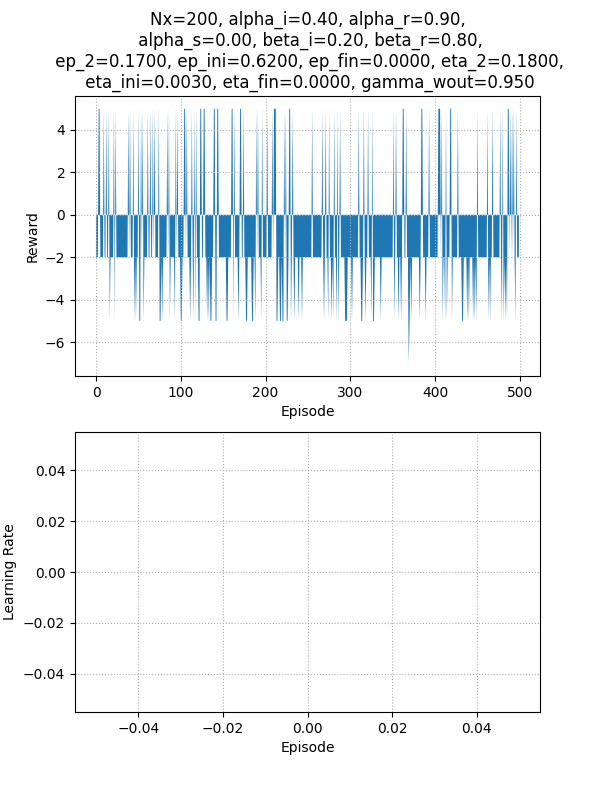 Nx=200, alpha_i=0.40, alpha_r=0.90,
alpha_s=0.00, beta_i=0.20, beta_r=0.80,
ep_2=0.1700, ep_ini=0.6200, ep_fin=0.0000, eta_2=0.1800,
eta_ini=0.0030, eta_fin=0.0000, gamma_wout=0.950
4
2
0
−2
−4
−6
Reward
0 100 200 300 400 500
Episode
0.04
0.02
0.00
−0.02
−0.04
Learning Rate
−0.04 −0.02 0.00 0.02 0.04
Episode